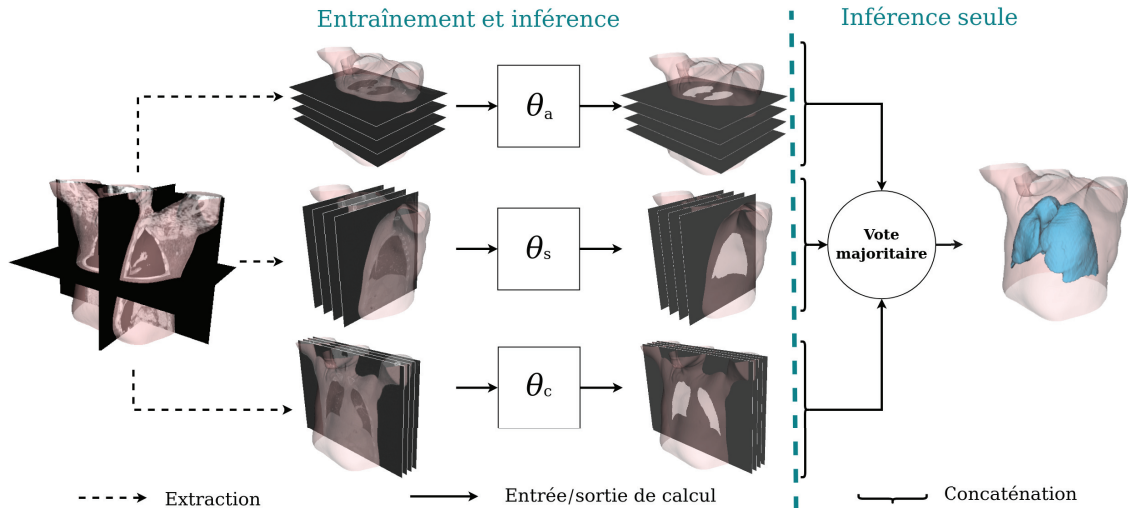 Entraînement et inférence
Inférence seule
θa
θs
θc
Vote
majoritaire
Extraction
Entrée/sortie de calcul
Concaténation